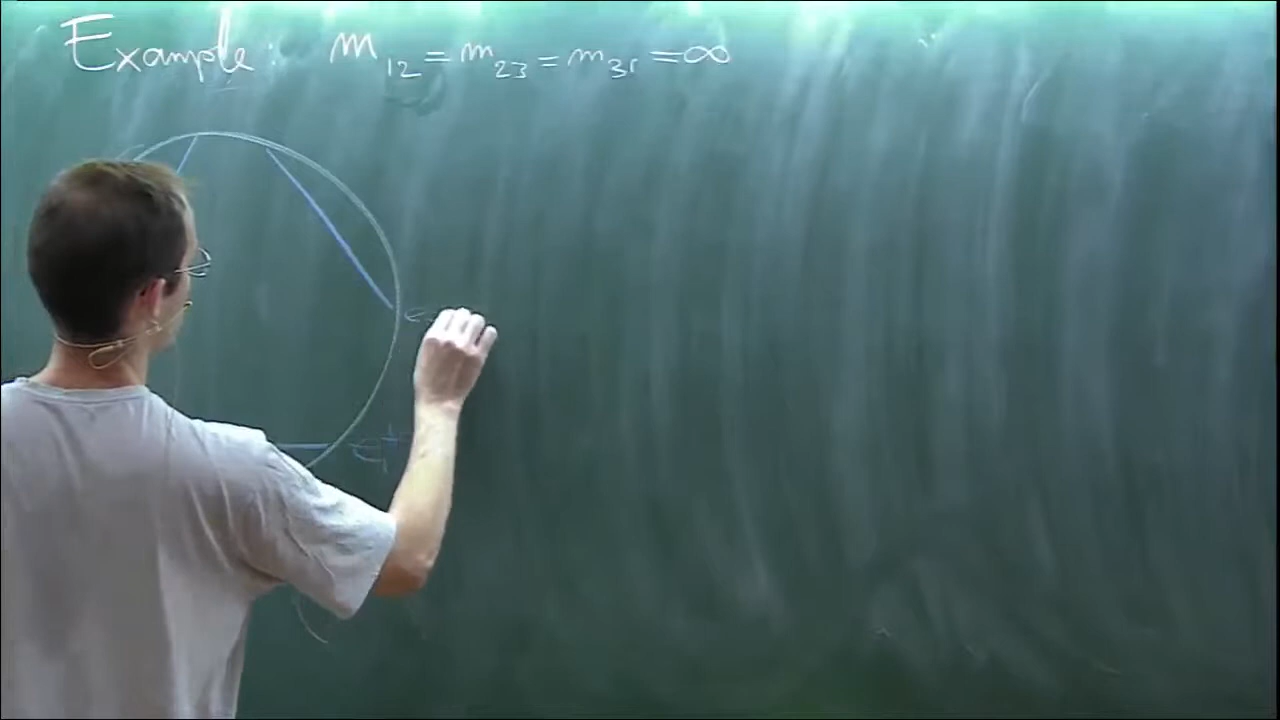 Example: m₁₂ = m₂₃ = m₃₁ = ∞